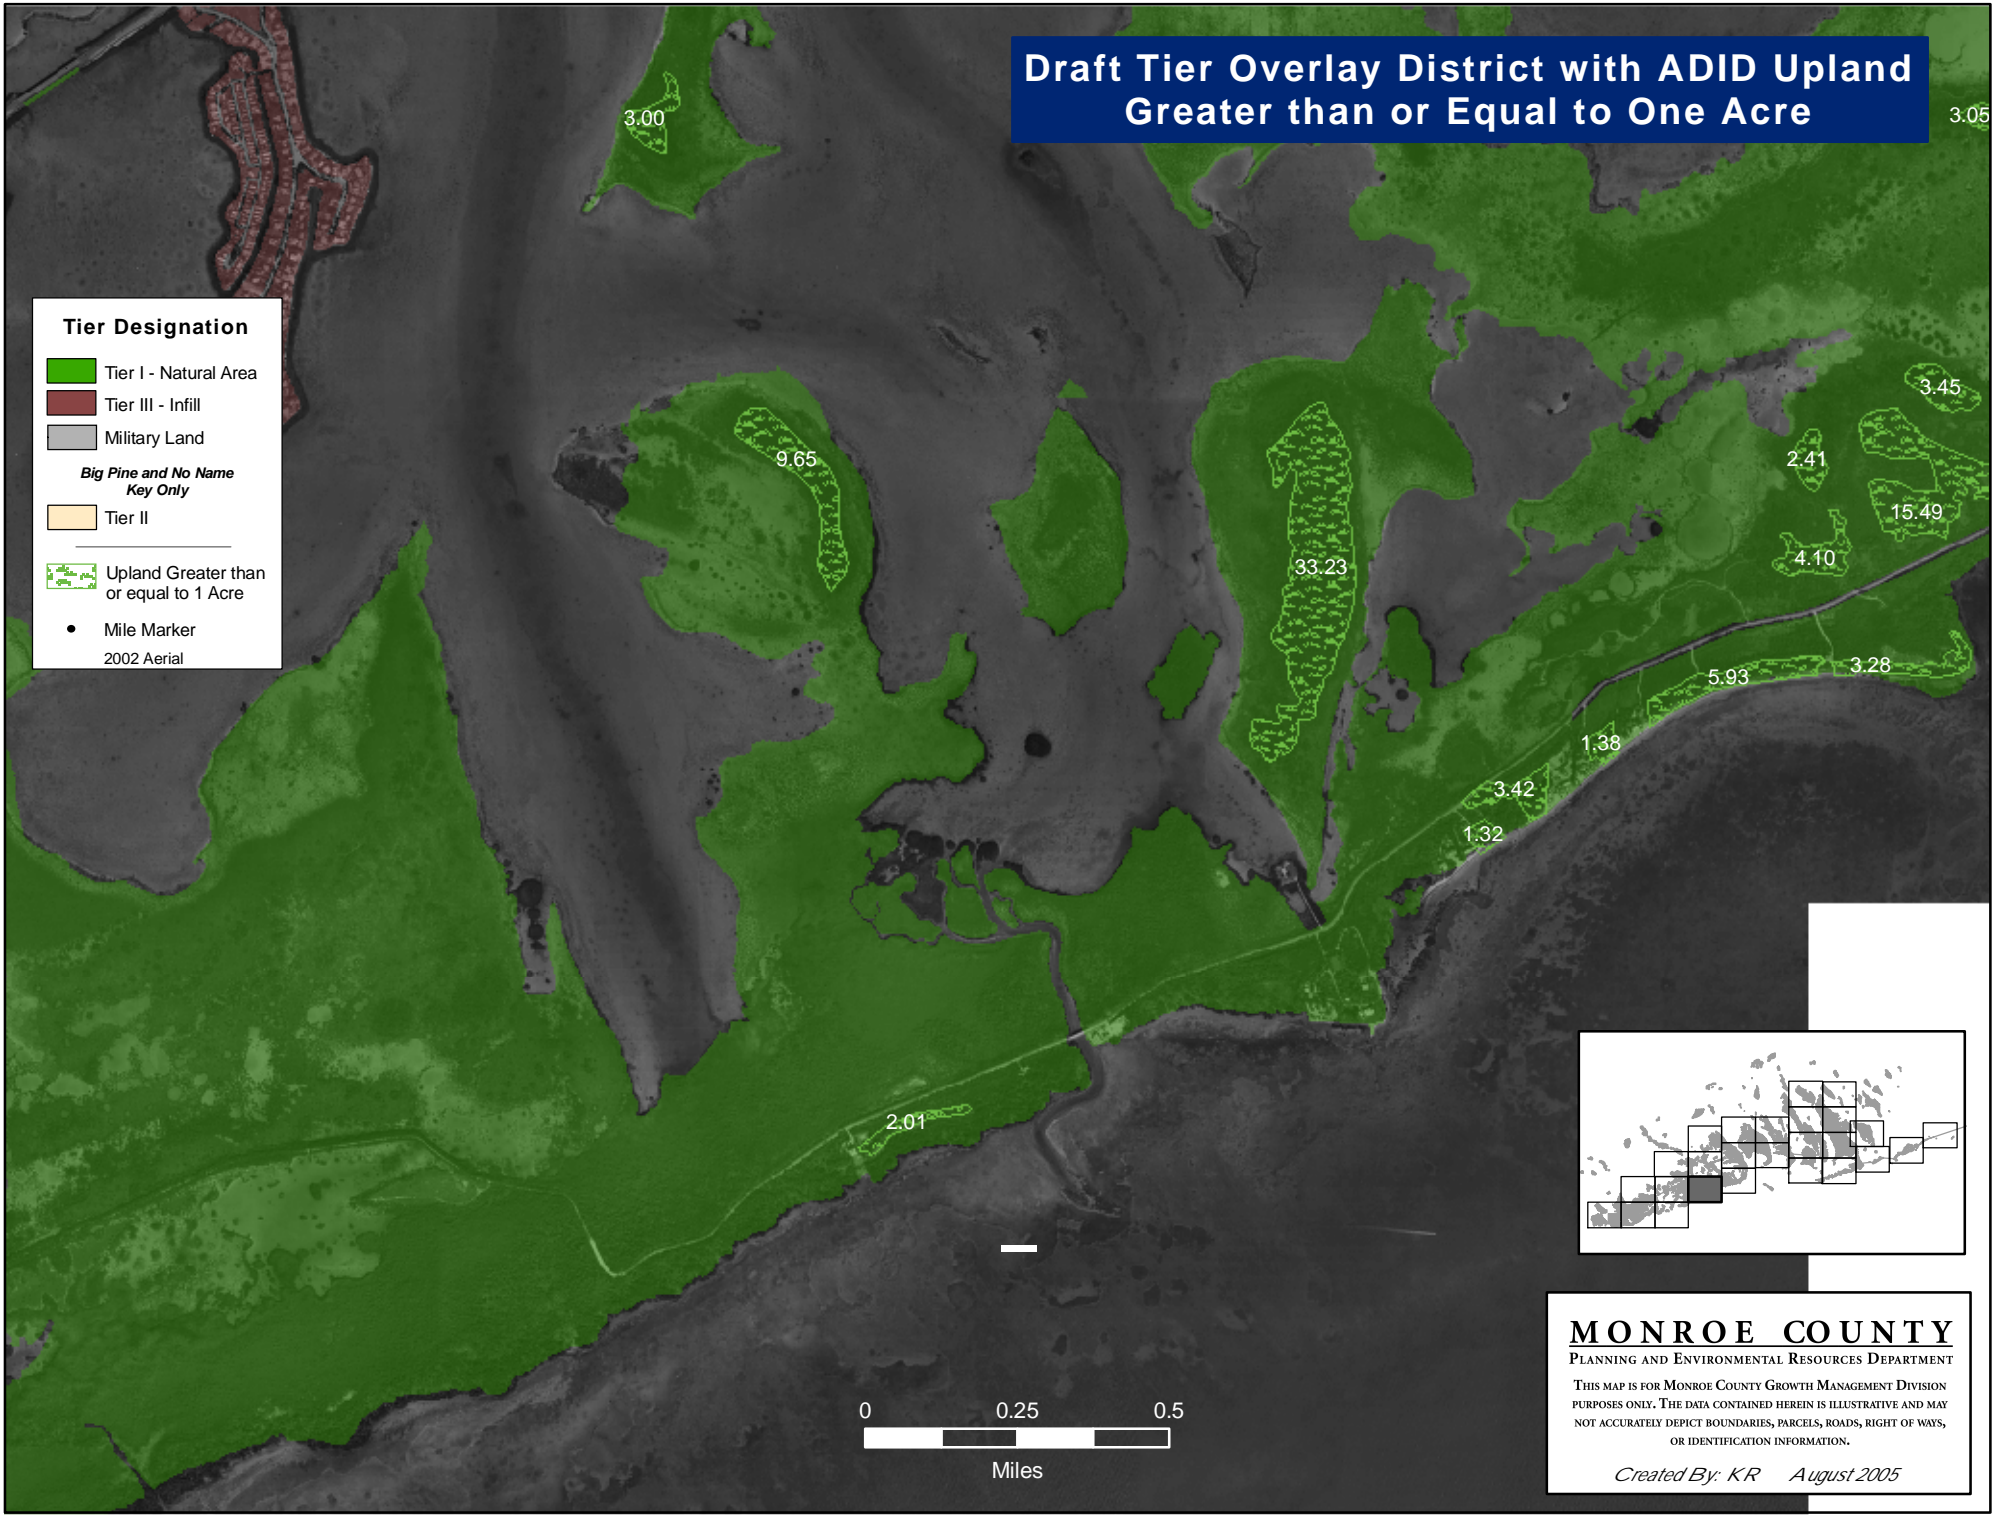 Draft Tier Overlay District with ADID Upland
Greater than or Equal to One Acre
3.00
3.05
Tier Designation
Tier I - Natural Area
Tier III - Infill
Military Land
Big Pine and No Name
Key Only
Tier II
Upland Greater than
or equal to 1 Acre
Mile Marker
2002 Aerial
3.45
9.65
2.41
15.49
4.10
33.23
3.28
5.93
1.38
3.42
1.32
2.01
0 0.25 0.5
Miles
MONROE COUNTY
PLANNING AND ENVIRONMENTAL RESOURCES DEPARTMENT
THIS MAP IS FOR MONROE COUNTY GROWTH MANAGEMENT DIVISION
PURPOSES ONLY. THE DATA CONTAINED HEREIN IS ILLUSTRATIVE AND MAY
NOT ACCURATELY DEPICT BOUNDARIES, PARCELS, ROADS, RIGHT OF WAYS,
OR IDENTIFICATION INFORMATION.
Created By: KR August 2005